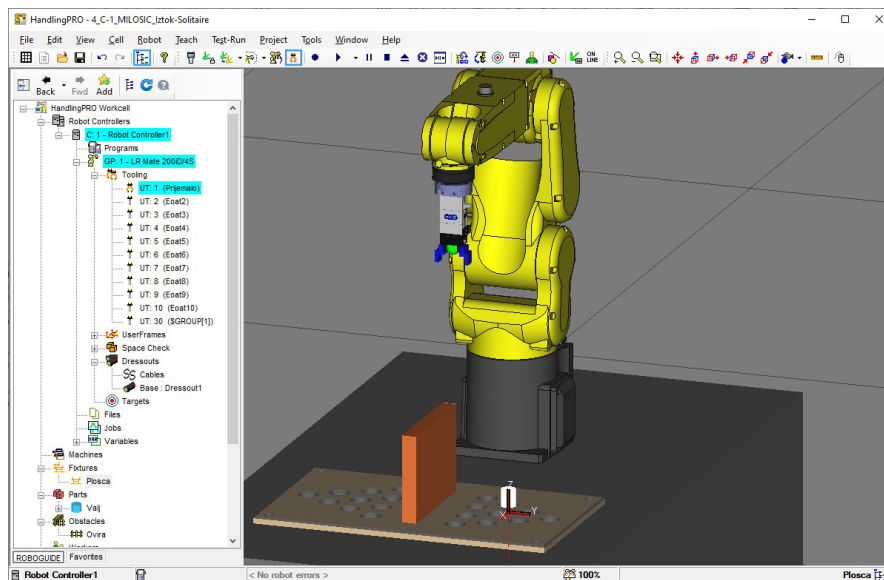 HandlingPRO - 4_C-1_MILOSIC_Iztok-Solitaire
File Edit View Cell Robot Teach Test-Run Project Tools Window Help
ON
LINE
Back Fwd Add
HandlingPRO Workcell
Robot Controllers
C: 1 - Robot Controller1
Programs
GP: 1 - LR Mate 200iD/4S
Tooling
UT: 1 (Prijemalo)
UT: 2 (Eoat2)
UT: 3 (Eoat3)
UT: 4 (Eoat4)
UT: 5 (Eoat5)
UT: 6 (Eoat6)
UT: 7 (Eoat7)
UT: 8 (Eoat8)
UT: 9 (Eoat9)
UT: 10 (Eoat10)
UT: 30 ($GROUP[1])
UserFrames
Space Check
Dressouts
Cables
Base : Dressout1
Targets
Files
Jobs
Variables
Machines
Fixtures
Plosca
Parts
Valj
Obstacles
Ovira
Z
X
Y
ROBOGUIDE Favorites
Robot Controller1
< No robot errors >
100%
Plosca